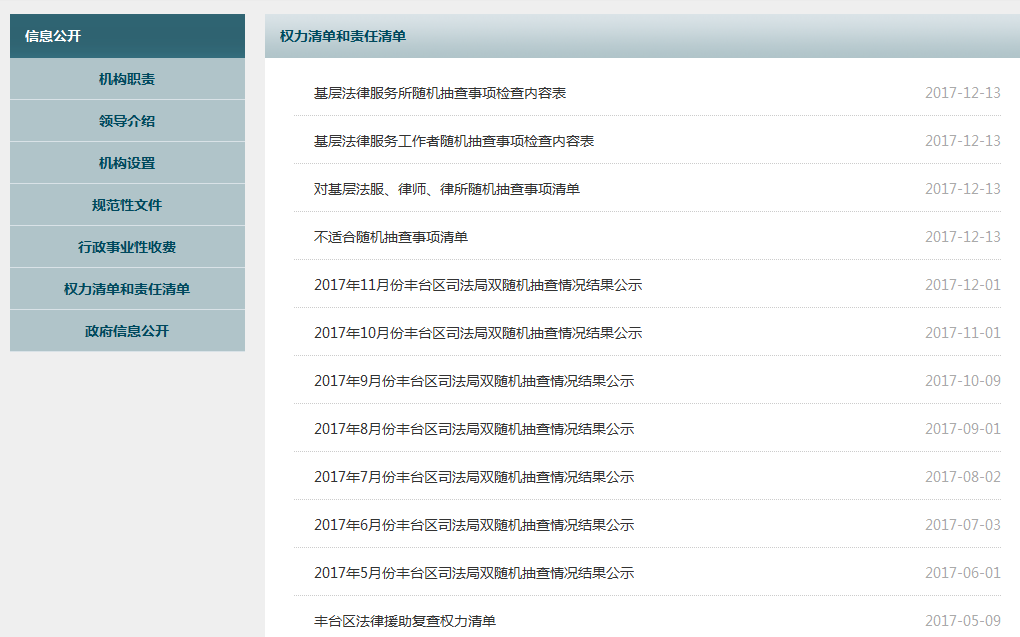 信息公开
机构职责
领导介绍
机构设置
规范性文件
行政事业性收费
权力清单和责任清单
政府信息公开
权力清单和责任清单
基层法律服务所随机抽查事项检查内容表 2017-12-13
基层法律服务工作者随机抽查事项检查内容表 2017-12-13
对基层法服、律师、律所随机抽查事项清单 2017-12-13
不适合随机抽查事项清单 2017-12-13
2017年11月份丰台区司法局双随机抽查情况结果公示 2017-12-01
2017年10月份丰台区司法局双随机抽查情况结果公示 2017-11-01
2017年9月份丰台区司法局双随机抽查情况结果公示 2017-10-09
2017年8月份丰台区司法局双随机抽查情况结果公示 2017-09-01
2017年7月份丰台区司法局双随机抽查情况结果公示 2017-08-02
2017年6月份丰台区司法局双随机抽查情况结果公示 2017-07-03
2017年5月份丰台区司法局双随机抽查情况结果公示 2017-06-01
丰台区法律援助复查权力清单 2017-05-09